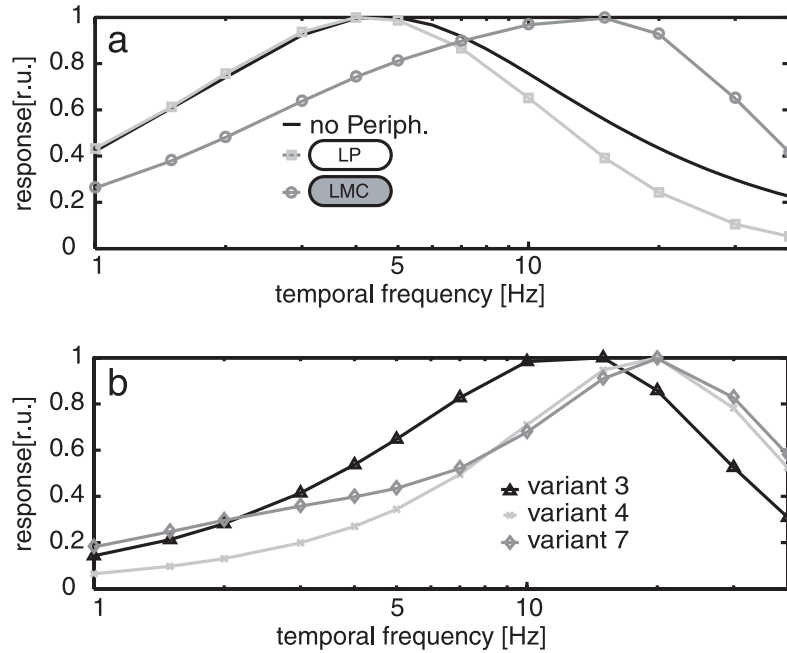 a
1
0.8
0.6
0.4
0.2
0
response[r.u.]
no Periph.
LP
LMC
1
5
10
temporal frequency [Hz]
b
1
0.8
0.6
0.4
0.2
0
response[r.u.]
variant 3
variant 4
variant 7
1
5
10
temporal frequency [Hz]